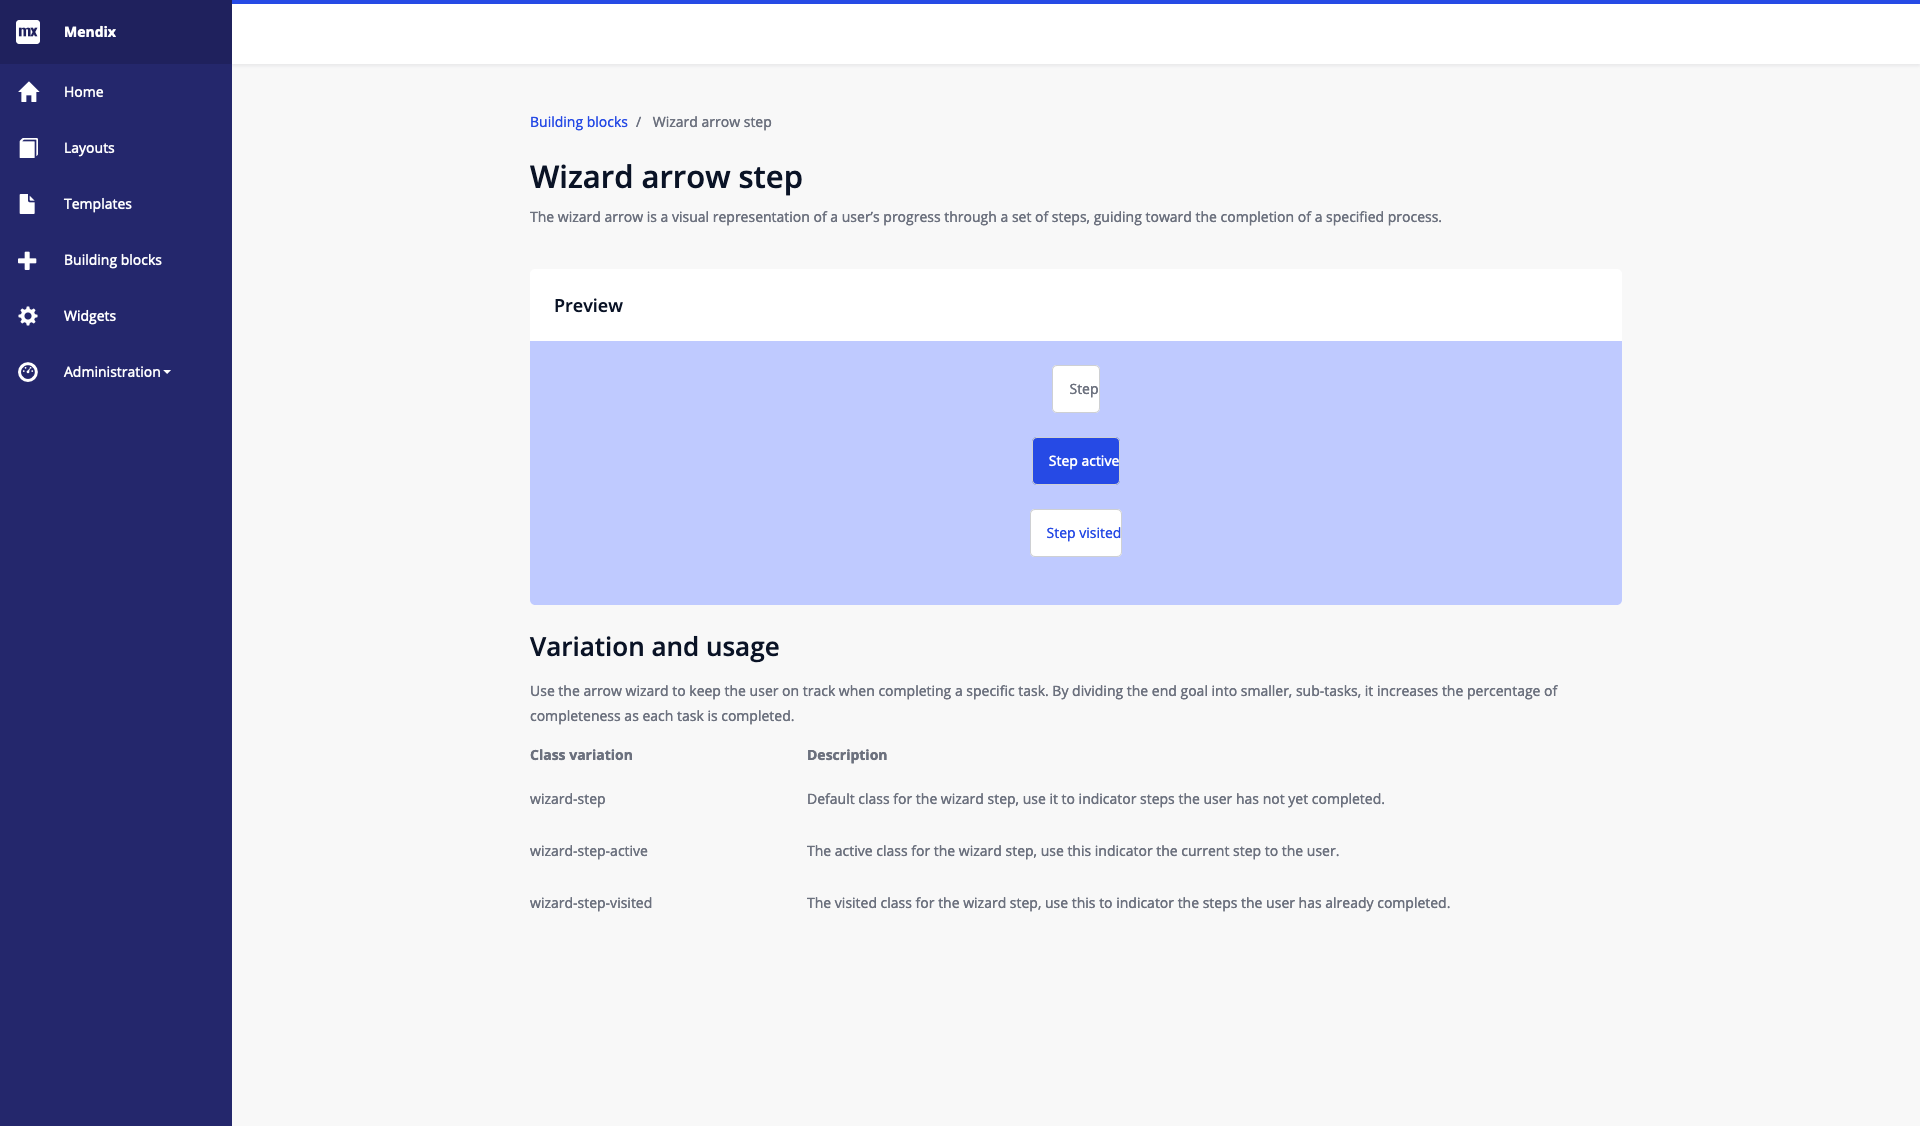 mx Mendix
Home
Layouts
Templates
Building blocks
Widgets
Administration
Building blocks / Wizard arrow step
Wizard arrow step
The wizard arrow is a visual representation of a user’s progress through a set of steps, guiding toward the completion of a specified process.
Preview
Step
Step active
Step visited
Variation and usage
Use the arrow wizard to keep the user on track when completing a specific task. By dividing the end goal into smaller, sub-tasks, it increases the percentage of
completeness as each task is completed.
Class variation Description
wizard-step Default class for the wizard step, use it to indicator steps the user has not yet completed.
wizard-step-active The active class for the wizard step, use this indicator the current step to the user.
wizard-step-visited The visited class for the wizard step, use this to indicator the steps the user has already completed.